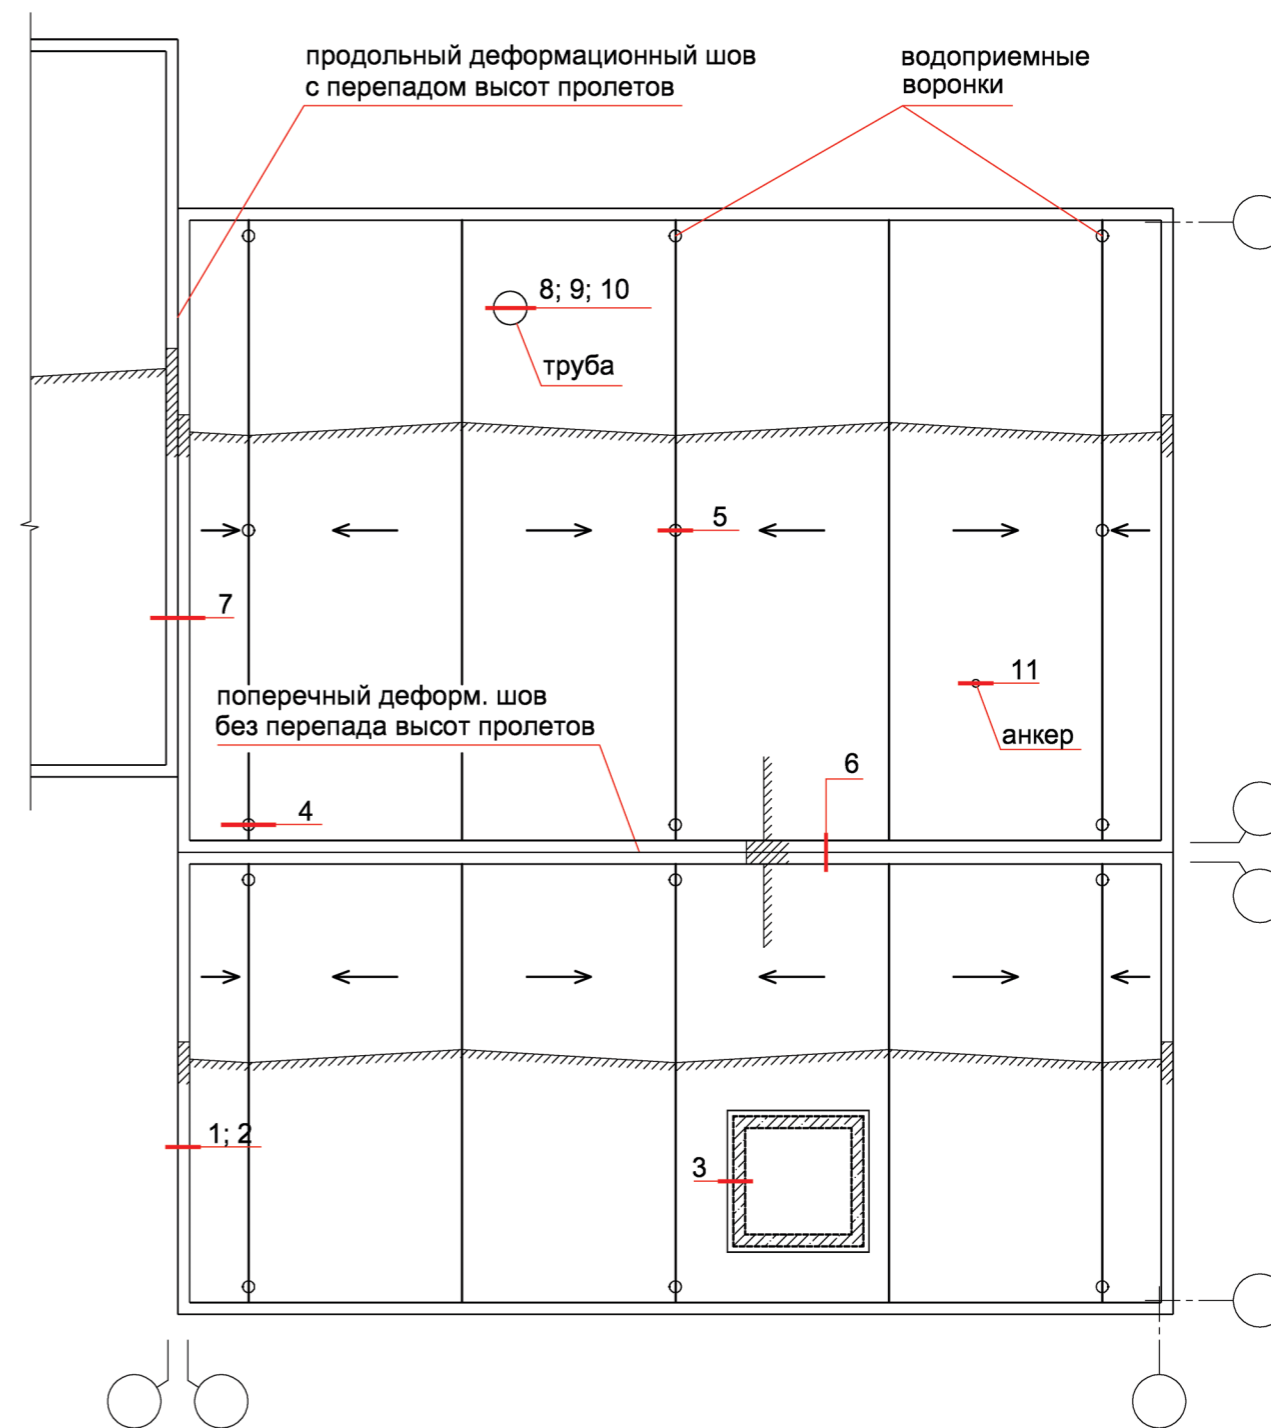 продольный деформационный шов
с перепадом высот пролетов
водоприемные
воронки
8; 9; 10
труба
5
7
11
поперечный деформ. шов
без перепада высот пролетов
анкер
6
4
1; 2
3